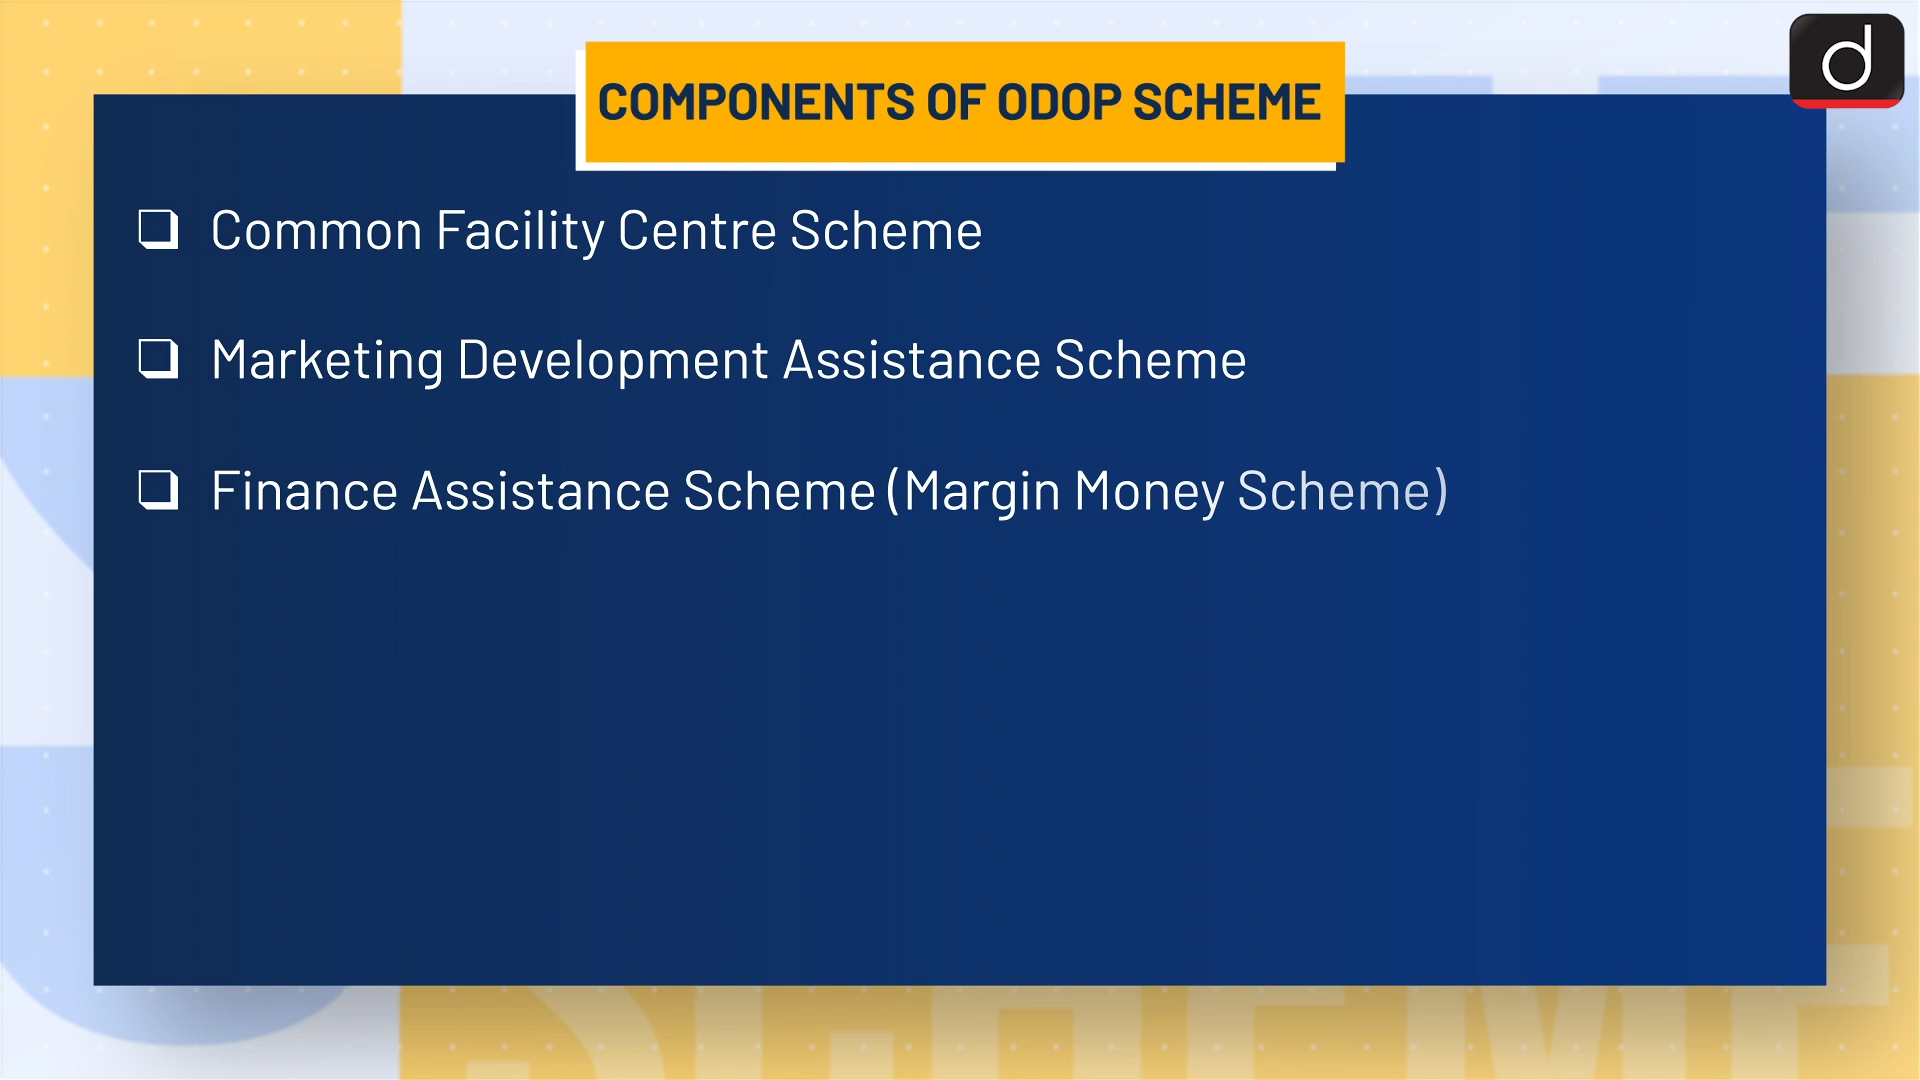 COMPONENTS OF ODOP SCHEME
Common Facility Centre Scheme
Marketing Development Assistance Scheme
Finance Assistance Scheme (Margin Money Scheme)